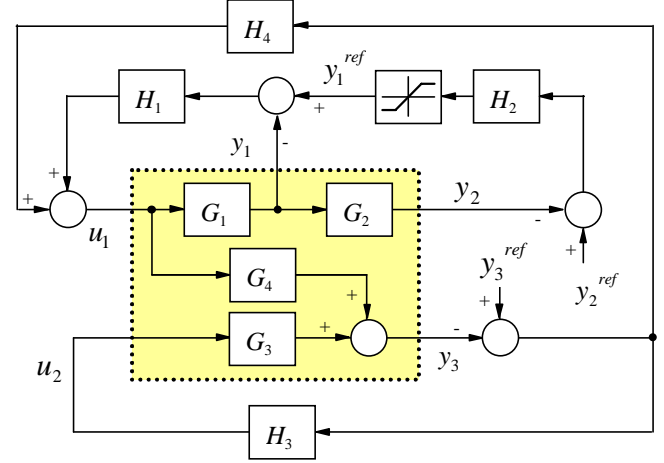 H₄
y₁ʳᵉᶠ
H₁
H₂
+
y₁
-
+
+
G₁
G₂
y₂
-
u₁
+
y₃ʳᵉᶠ
y₂ʳᵉᶠ
G₄
+
+
G₃
+
-
y₃
u₂
H₃